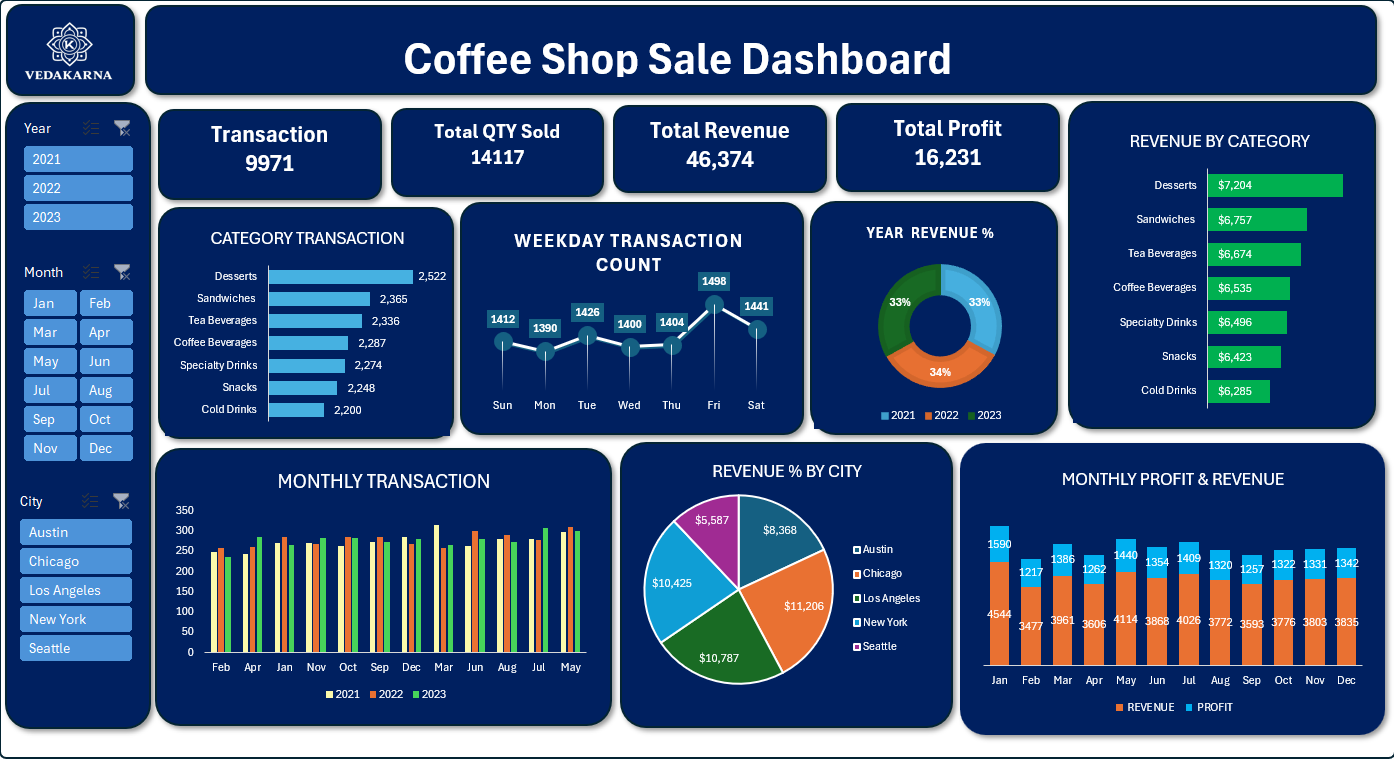 VEDAKARNA
Coffee Shop Sale Dashboard
Year
2021
2022
2023
Month
Jan Feb
Mar Apr
May Jun
Jul Aug
Sep Oct
Nov Dec
City
Austin
Chicago
Los Angeles
New York
Seattle
Transaction
9971
Total QTY Sold
14117
Total Revenue
46,374
Total Profit
16,231
REVENUE BY CATEGORY
Desserts $7,204
Sandwiches $6,757
Tea Beverages $6,674
Coffee Beverages $6,535
Specialty Drinks $6,496
Snacks $6,423
Cold Drinks $6,285
CATEGORY TRANSACTION
Desserts 2,522
Sandwiches 2,365
Tea Beverages 2,336
Coffee Beverages 2,287
Specialty Drinks 2,274
Snacks 2,248
Cold Drinks 2,200
WEEKDAY TRANSACTION
COUNT
1412 1390 1426 1400 1404 1498 1441
Sun Mon Tue Wed Thu Fri Sat
YEAR REVENUE %
33% 33%
34%
2021 2022 2023
MONTHLY TRANSACTION
350
300
250
200
150
100
50
0
Feb Apr Jan Nov Oct Sep Dec Mar Jun Aug Jul May
2021 2022 2023
REVENUE % BY CITY
$5,587 $8,368
$10,425 $11,206
$10,787
Austin
Chicago
Los Angeles
New York
Seattle
MONTHLY PROFIT & REVENUE
1590 1217 1386 1262 1440 1354 1409 1320 1257 1322 1331 1342
4544 3477 3961 3606 4114 3868 4026 3772 3593 3776 3803 3835
Jan Feb Mar Apr May Jun Jul Aug Sep Oct Nov Dec
REVENUE PROFIT